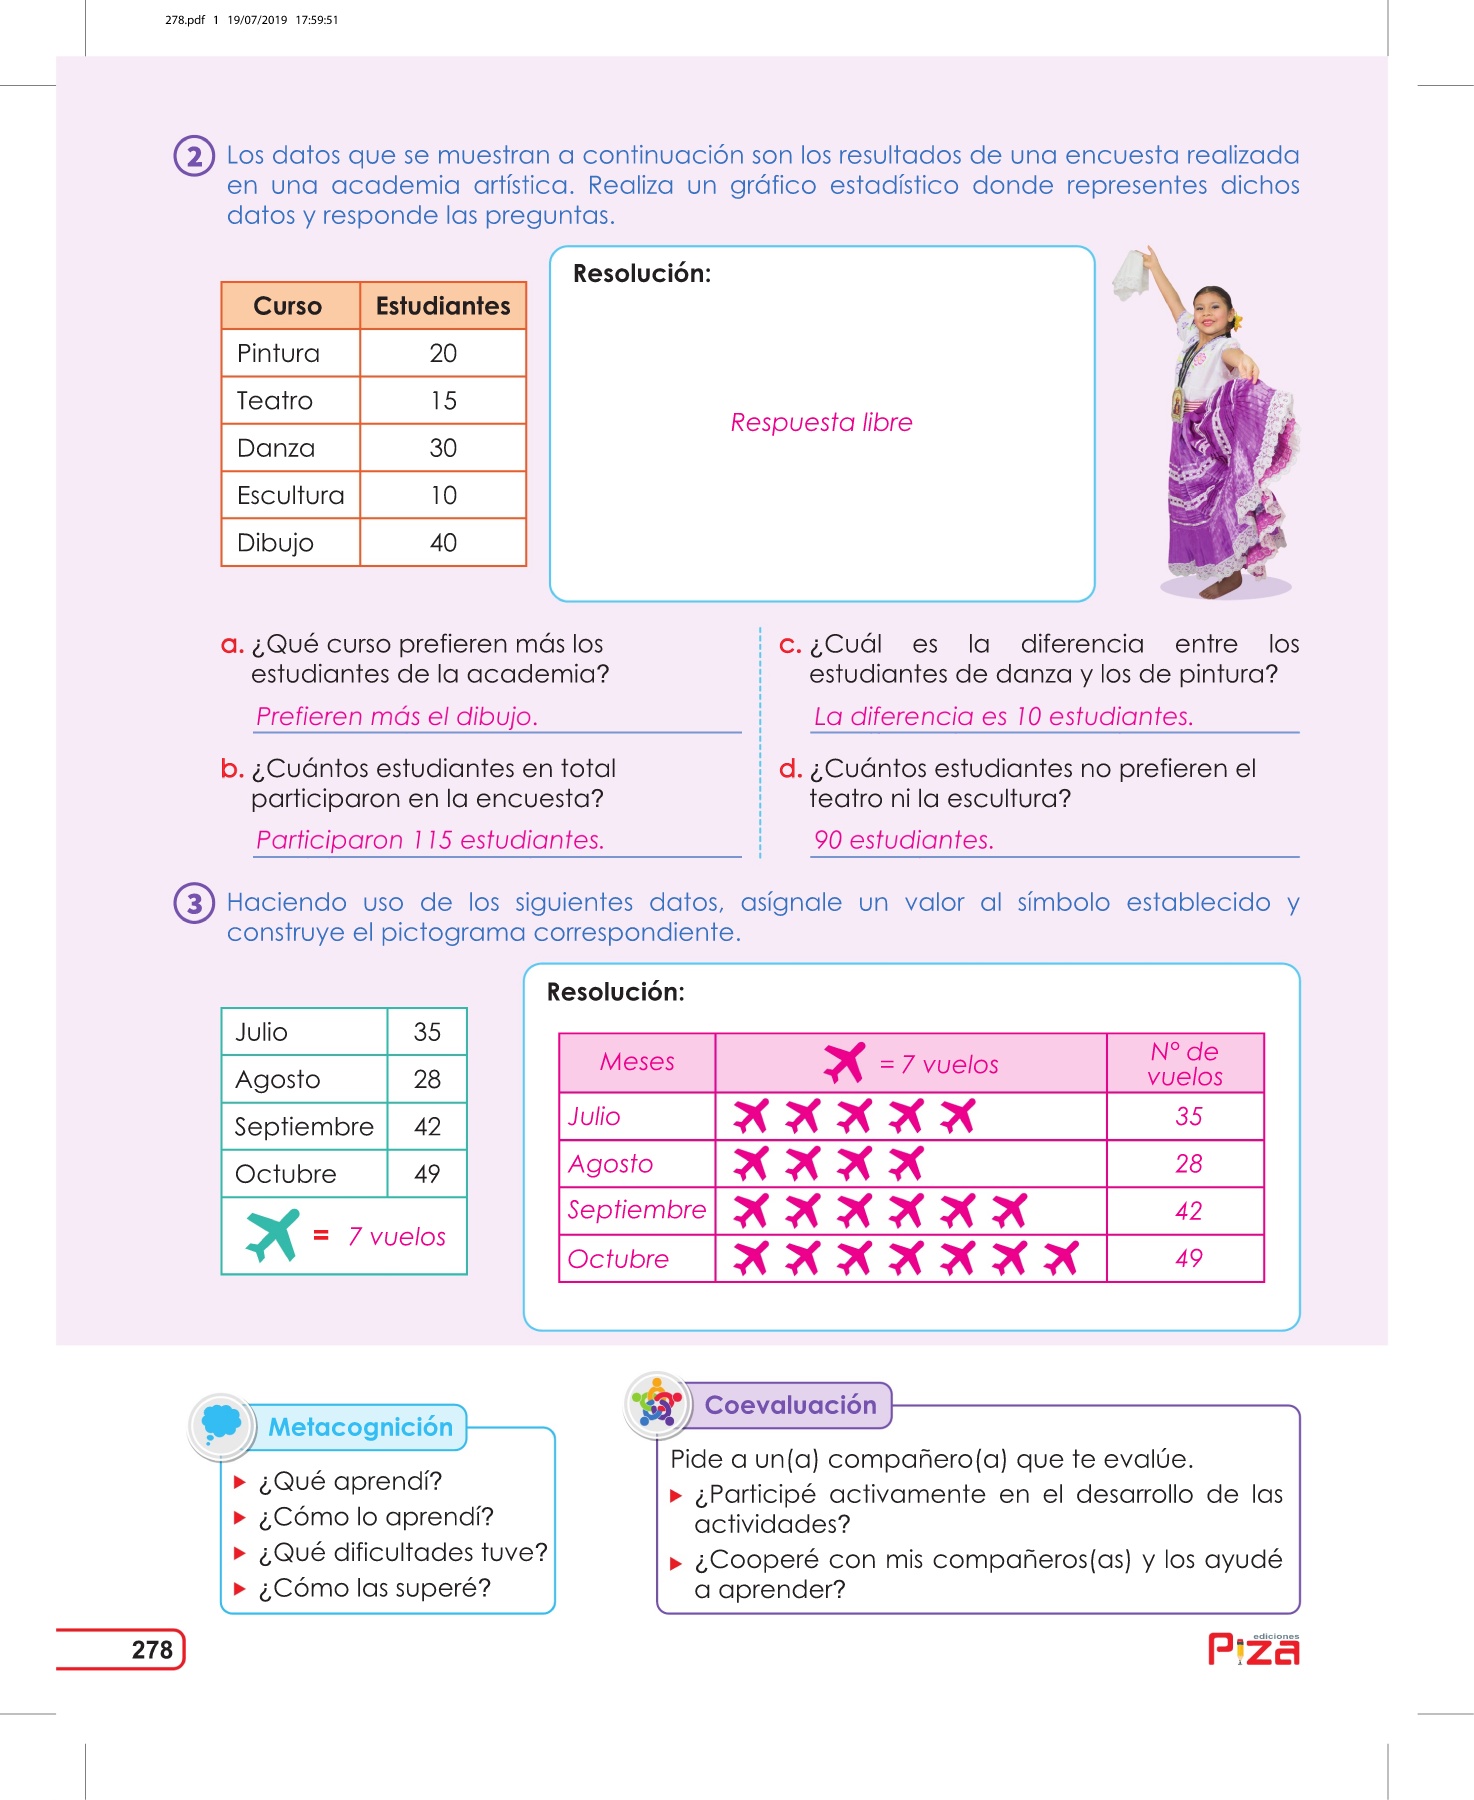 278.pdf 1 19/07/2019 17:59:51
2 Los datos que se muestran a continuación son los resultados de una encuesta realizada
en una academia artística. Realiza un gráfico estadístico donde representes dichos
datos y responde las preguntas.
Curso Estudiantes
Pintura 20
Teatro 15
Danza 30
Escultura 10
Dibujo 40
Resolución:
Respuesta libre
a. ¿Qué curso prefieren más los
estudiantes de la academia?
Prefieren más el dibujo.
b. ¿Cuántos estudiantes en total
participaron en la encuesta?
Participaron 115 estudiantes.
c. ¿Cuál es la diferencia entre los
estudiantes de danza y los de pintura?
La diferencia es 10 estudiantes.
d. ¿Cuántos estudiantes no prefieren el
teatro ni la escultura?
90 estudiantes.
3 Haciendo uso de los siguientes datos, asígnale un valor al símbolo establecido y
construye el pictograma correspondiente.
Julio 35
Agosto 28
Septiembre 42
Octubre 49
= 7 vuelos
Resolución:
Meses = 7 vuelos N° de
vuelos
Julio 35
Agosto 28
Septiembre 42
Octubre 49
Metacognición
¿Qué aprendí?
¿Cómo lo aprendí?
¿Qué dificultades tuve?
¿Cómo las superé?
Coevaluación
Pide a un(a) compañero(a) que te evalúe.
¿Participé activamente en el desarrollo de las
actividades?
¿Cooperé con mis compañeros(as) y los ayudé
a aprender?
278
ediciones
Piza